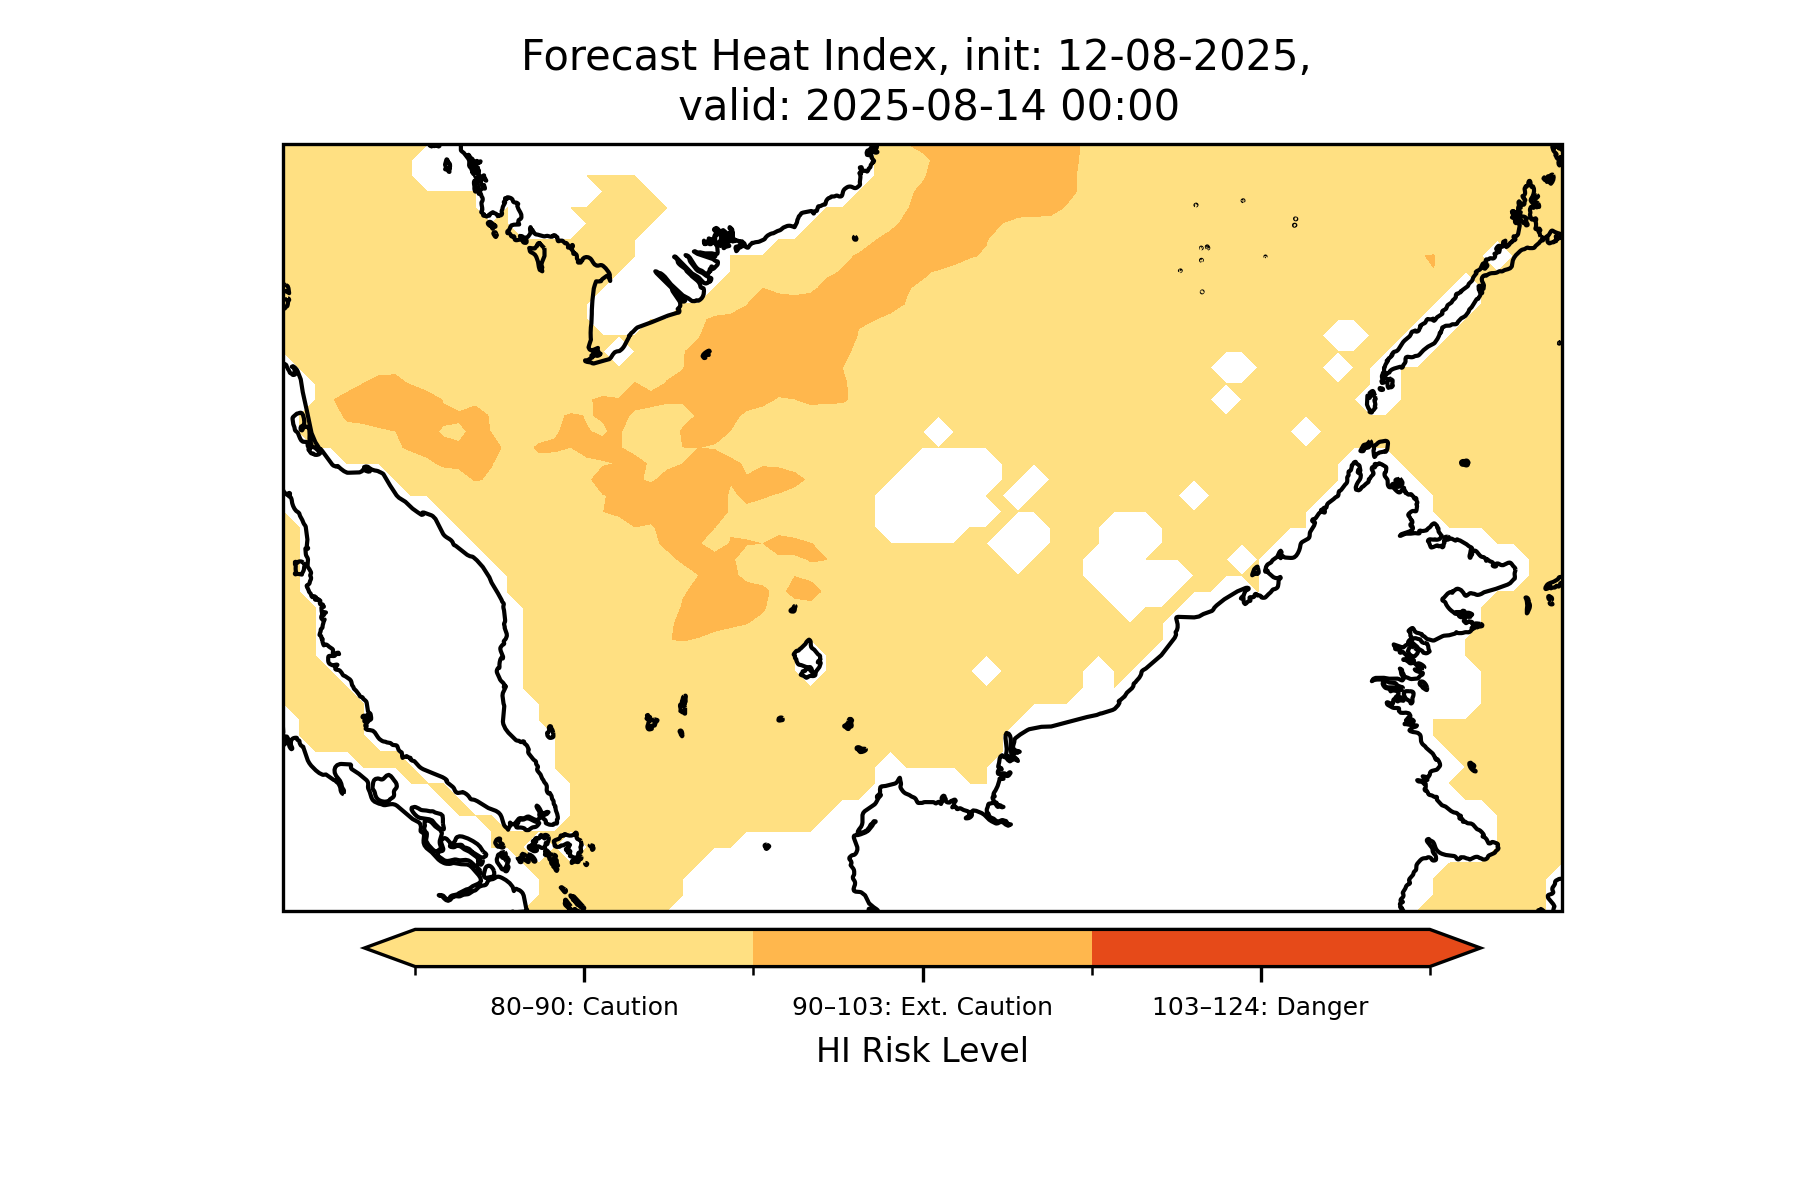 Forecast Heat Index, init: 12-08-2025,
valid: 2025-08-14 00:00
80–90: Caution
90–103: Ext. Caution
103–124: Danger
HI Risk Level